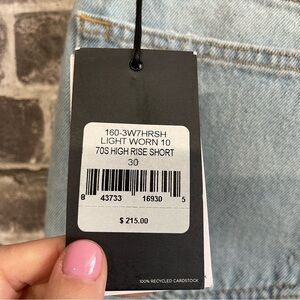 160-3W7HRSH
LIGHT WORN 10
70S HIGH RISE SHORT
30
8 43733 16930 5
$ 215.00
100% RECYCLED CARDSTOCK